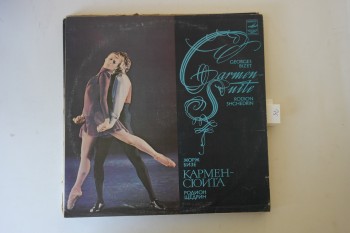 GEORGES
BIZET
Carmen-
Suite
RODION
SHCHEDRIN
ЖОРЖ
БИЗЕ
КАРМЕН-
СЮИТА
РОДИОН
ЩЕДРИН